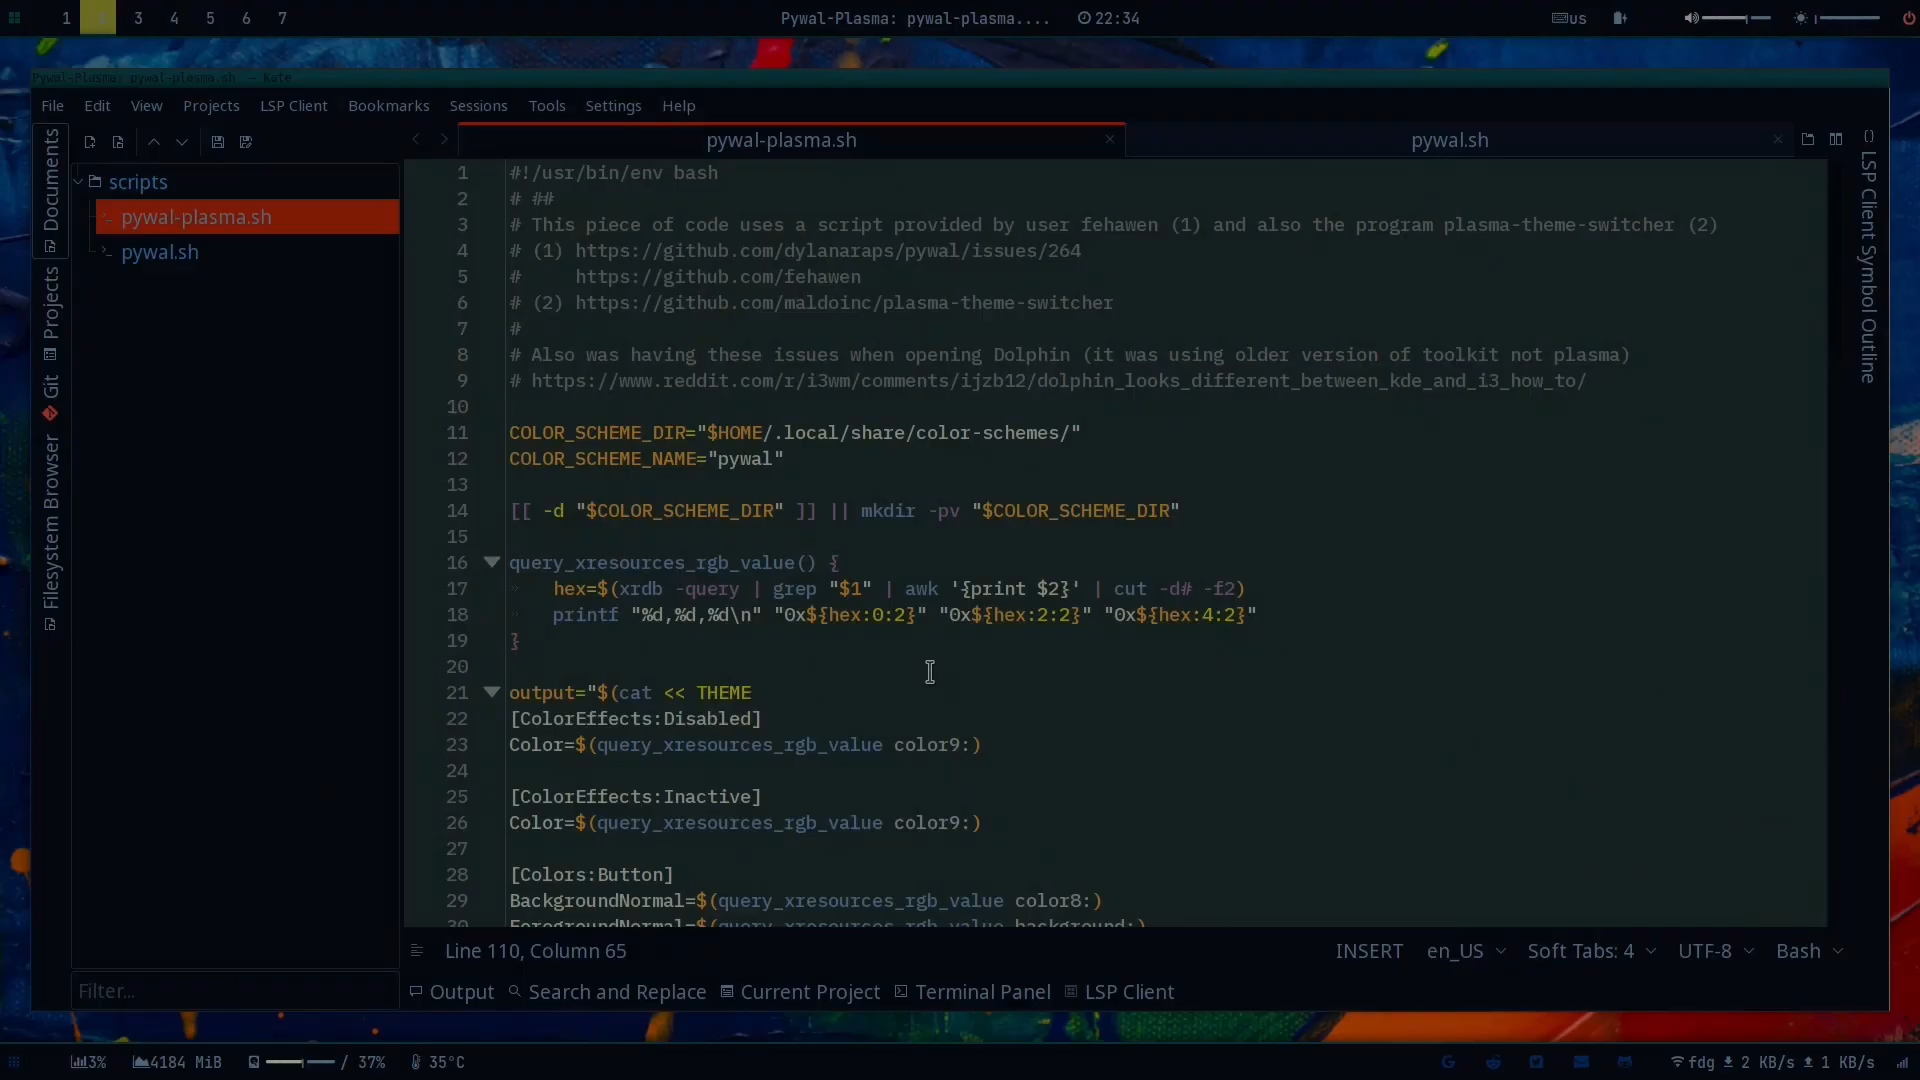 1
3
4
5
6
7
Pywal-Plasma: pywal-plasma....
22:34
us
Pywal-Plasma: pywal-plasma.sh — Kate
File Edit View Projects LSP Client Bookmarks Sessions Tools Settings Help
Documents
Projects
Git
Filesystem Browser
scripts
pywal-plasma.sh
pywal.sh
Filter...
pywal-plasma.sh
pywal.sh
1 #!/usr/bin/env bash
2 # ##
3 # This piece of code uses a script provided by user fehawen (1) and also the program plasma-theme-switcher (2)
4 # (1) https://github.com/dylanaraps/pywal/issues/264
5 #     https://github.com/fehawen
6 # (2) https://github.com/maldoinc/plasma-theme-switcher
7 #
8 # Also was having these issues when opening Dolphin (it was using older version of toolkit not plasma)
9 # https://www.reddit.com/r/i3wm/comments/ijzb12/dolphin_looks_different_between_kde_and_i3_how_to/
10
11 COLOR_SCHEME_DIR="$HOME/.local/share/color-schemes/"
12 COLOR_SCHEME_NAME="pywal"
13
14 [[ -d "$COLOR_SCHEME_DIR" ]] || mkdir -pv "$COLOR_SCHEME_DIR"
15
16 query_xresources_rgb_value() {
17     hex=$(xrdb -query | grep "$1" | awk '{print $2}' | cut -d# -f2)
18     printf "%d,%d,%d\n" "0x${hex:0:2}" "0x${hex:2:2}" "0x${hex:4:2}"
19 }
20
21 output="$(cat << THEME
22 [ColorEffects:Disabled]
23 Color=$(query_xresources_rgb_value color9:)
24
25 [ColorEffects:Inactive]
26 Color=$(query_xresources_rgb_value color9:)
27
28 [Colors:Button]
29 BackgroundNormal=$(query_xresources_rgb_value color8:)
30 ForegroundNormal=$(query_xresources_rgb_value background:)
LSP Client Symbol Outline
Line 110, Column 65
INSERT en_US Soft Tabs: 4 UTF-8 Bash
Output Search and Replace Current Project Terminal Panel LSP Client
3% 4184 MiB / 37% 35°C
fdg 2 KB/s 1 KB/s